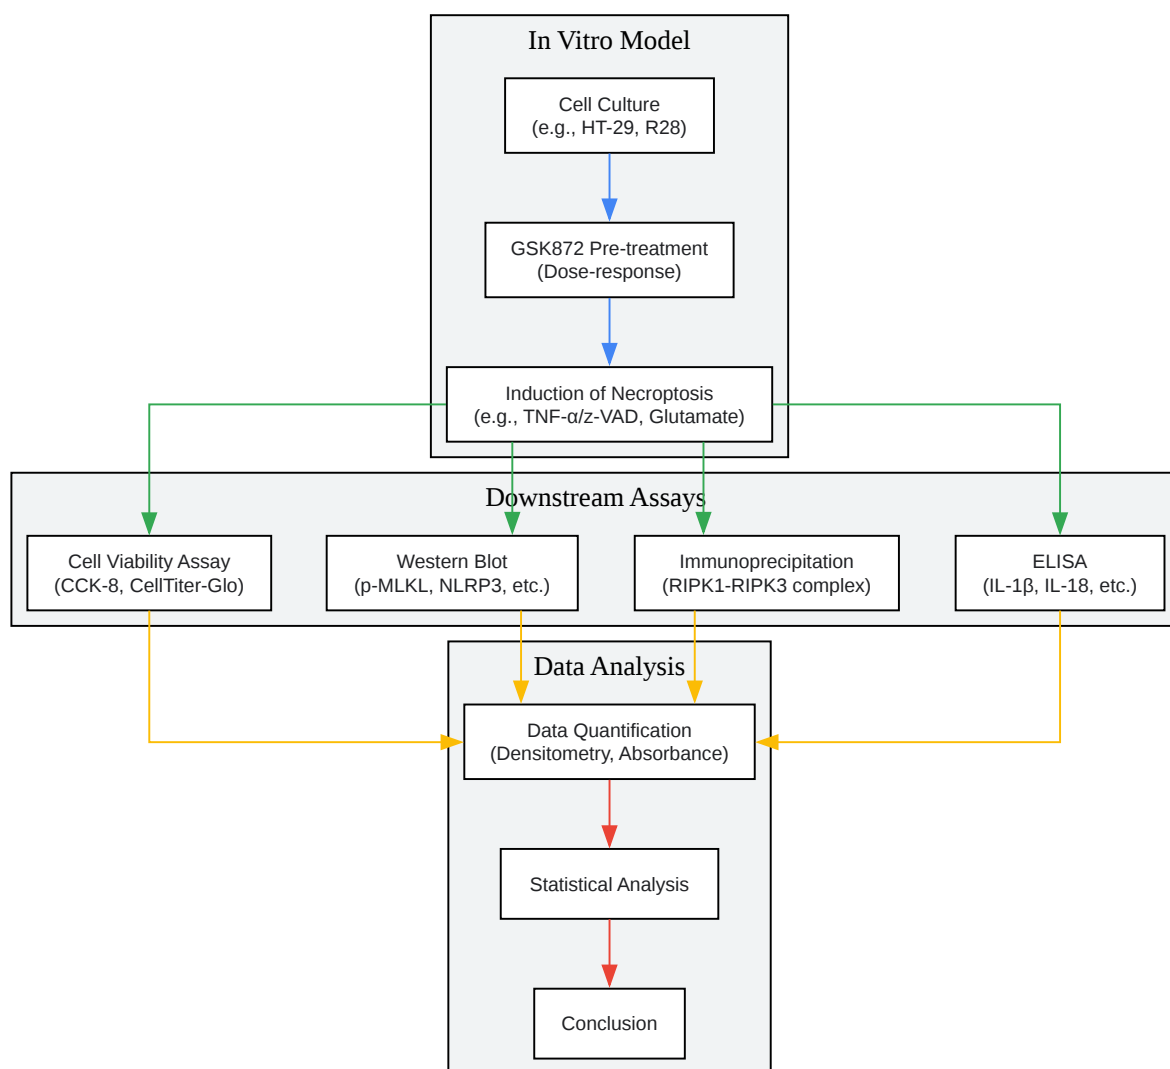 In Vitro Model
Cell Culture
(e.g., HT-29, R28)
GSK872 Pre-treatment
(Dose-response)
Induction of Necroptosis
(e.g., TNF-α/z-VAD, Glutamate)
Downstream Assays
Cell Viability Assay
(CCK-8, CellTiter-Glo)
Western Blot
(p-MLKL, NLRP3, etc.)
Immunoprecipitation
(RIPK1-RIPK3 complex)
ELISA
(IL-1β, IL-18, etc.)
Data Analysis
Data Quantification
(Densitometry, Absorbance)
Statistical Analysis
Conclusion